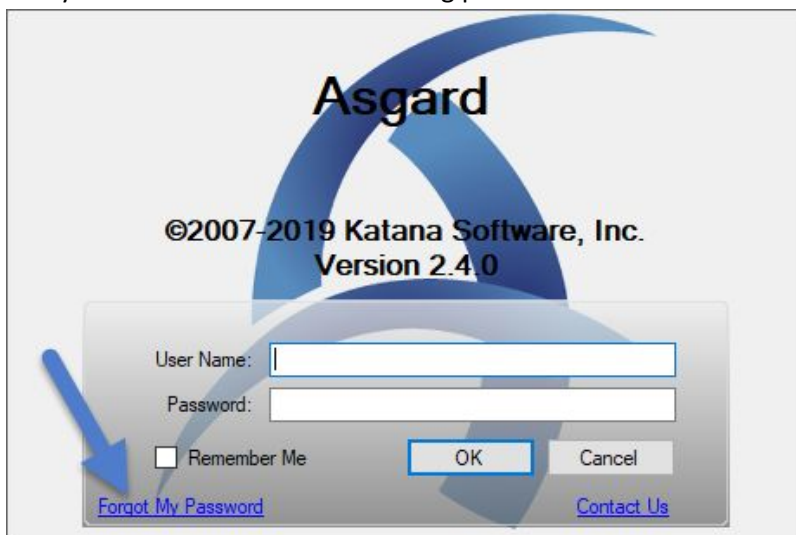 Asgard
©2007-2019 Katana Software, Inc.
Version 2.4.0
User Name:
Password:
Remember Me
OK
Cancel
Forgot My Password
Contact Us